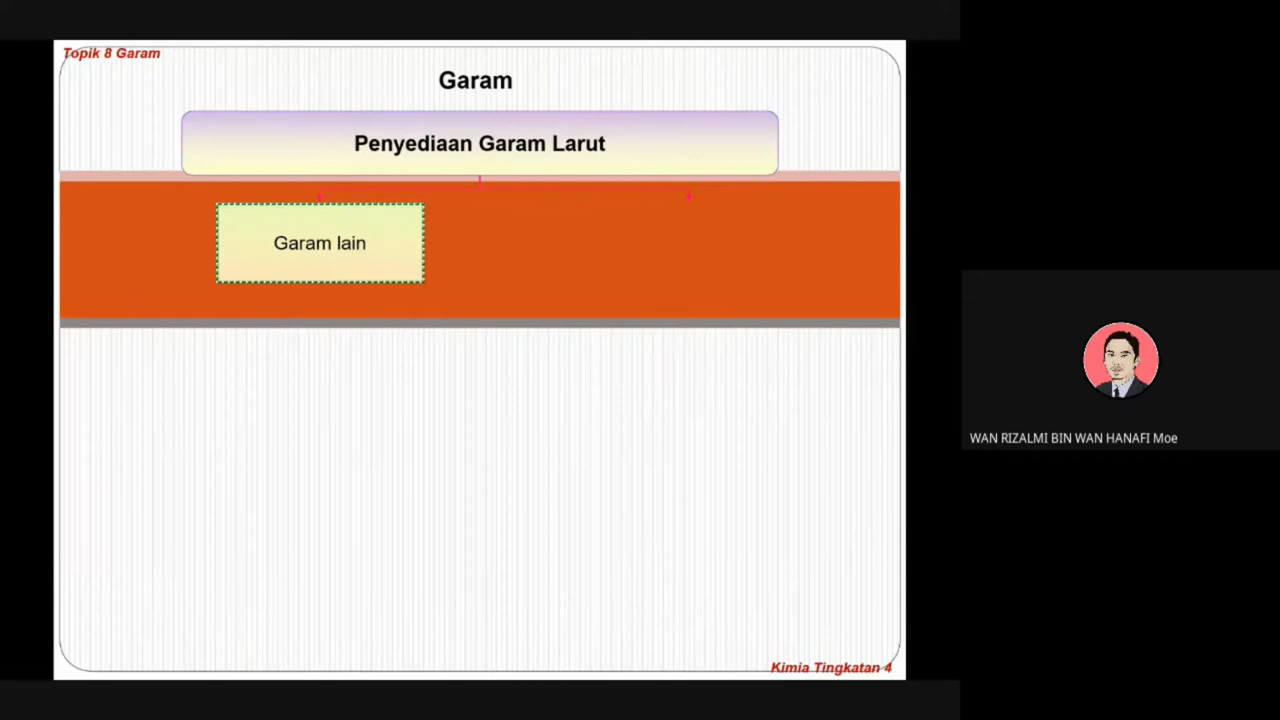 Topik 8 Garam
Garam
Penyediaan Garam Larut
Garam lain
WAN RIZALMI BIN WAN HANAFI Moe
Kimia Tingkatan 4